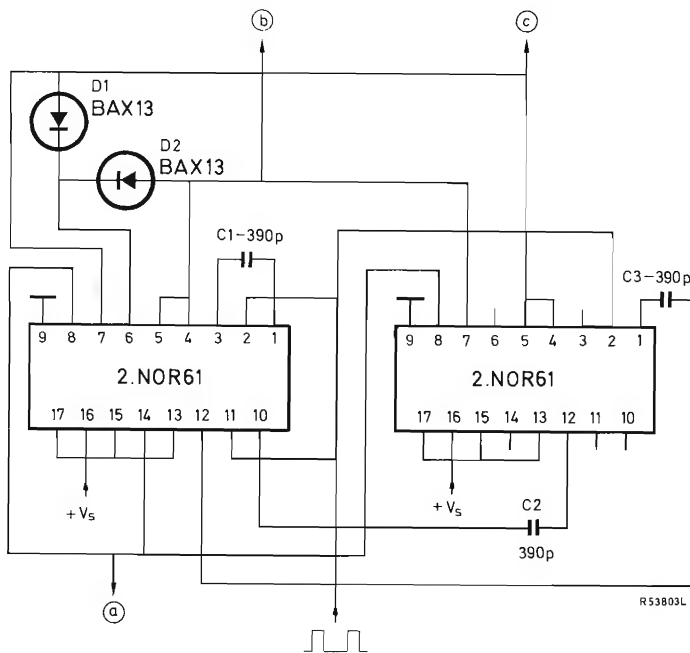 b
c
D1
BAX13
D2
BAX13
C1-390p
C3-390p
9 8 7 6 5 4 3 2 1
9 8 7 6 5 4 3 2 1
2.NOR61
2.NOR61
17 16 15 14 13 12 11 10
17 16 15 14 13 12 11 10
+Vs
+Vs
C2
390p
a
R53803L